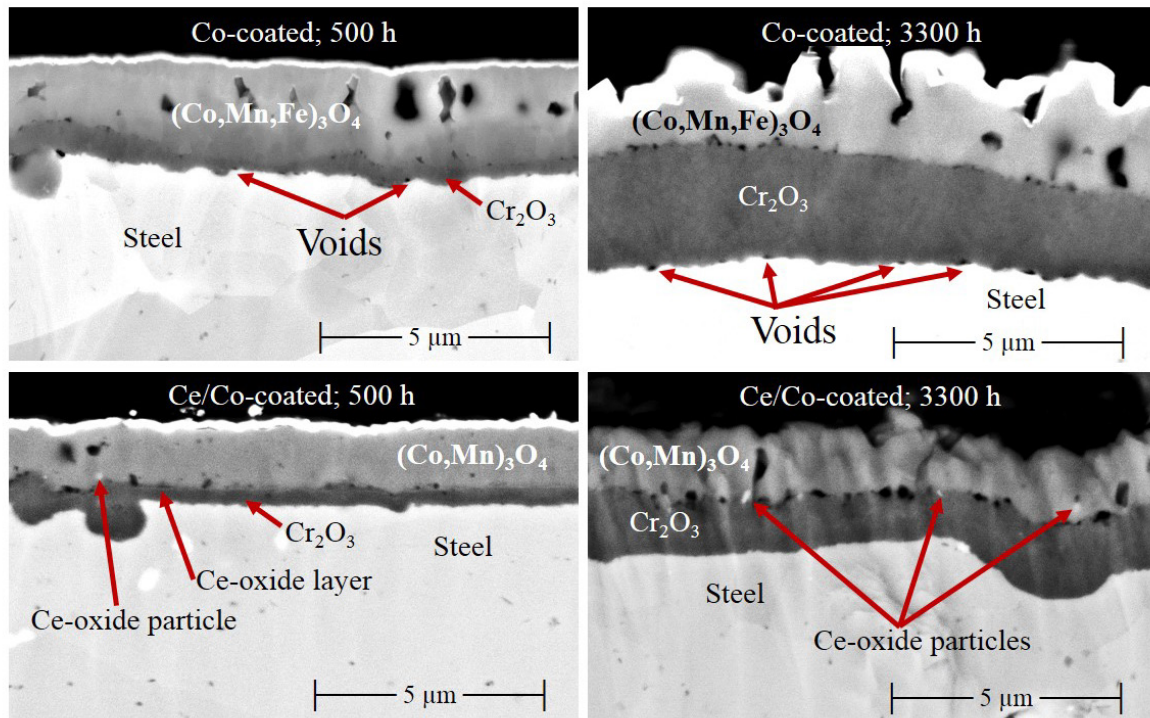 Co-coated; 500 h
(Co,Mn,Fe)₃O₄
Cr₂O₃
Steel
Voids
5 µm
Co-coated; 3300 h
(Co,Mn,Fe)₃O₄
Cr₂O₃
Steel
Voids
5 µm
Ce/Co-coated; 500 h
(Co,Mn)₃O₄
Cr₂O₃
Steel
Ce-oxide layer
Ce-oxide particle
5 µm
Ce/Co-coated; 3300 h
(Co,Mn)₃O₄
Cr₂O₃
Steel
Ce-oxide particles
5 µm